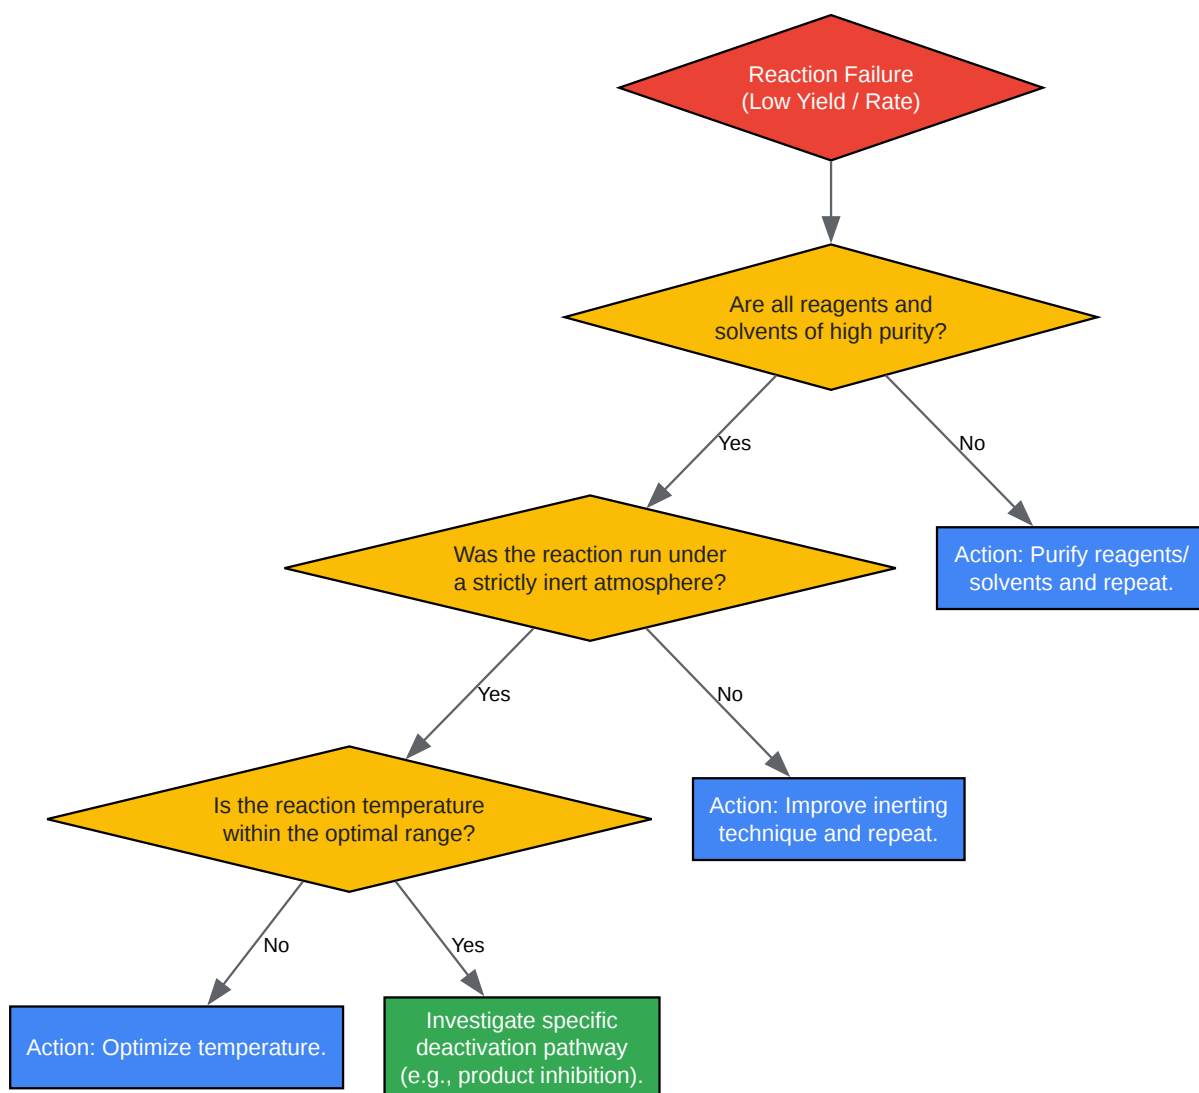 Reaction Failure
(Low Yield / Rate)
Are all reagents and
solvents of high purity?
Yes
No
Was the reaction run under
a strictly inert atmosphere?
Action: Purify reagents/
solvents and repeat.
Yes
No
Is the reaction temperature
within the optimal range?
Action: Improve inerting
technique and repeat.
No
Yes
Action: Optimize temperature.
Investigate specific
deactivation pathway
(e.g., product inhibition).